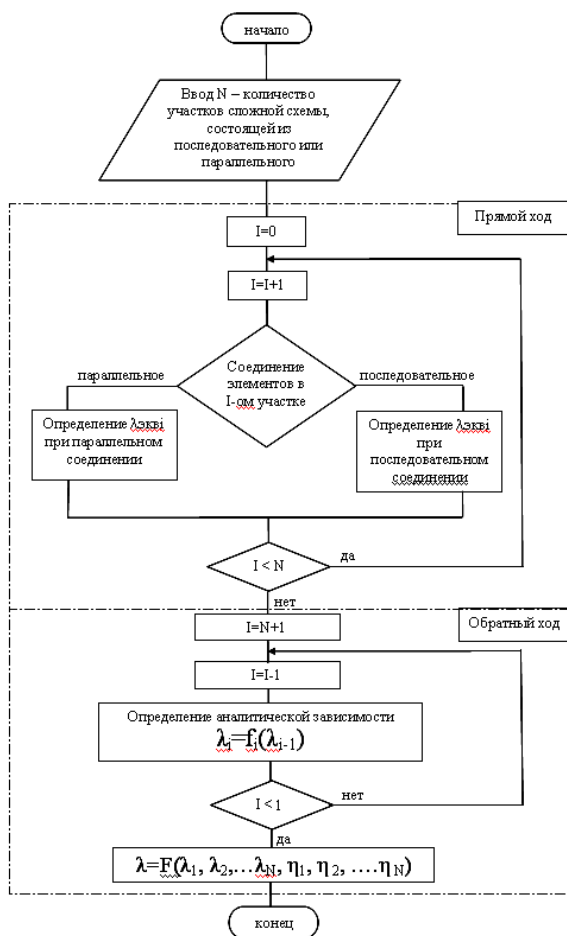 начало
Ввод N – количество
участков сложной схемы,
состоящей из
последовательного или
параллельного
Прямой ход
I=0
I=I+1
Соединение
элементов в
I-ом участке
параллельное
последовательное
Определение λэквi
при параллельном
соединении
Определение λэквi
при
последовательном
соединении
I < N
да
нет
Обратный ход
I=N+1
I=I-1
Определение аналитической зависимости
λi=fi(λi-1)
I < 1
нет
да
λ=F(λ1, λ2,...λN, η1, η2, ....ηN)
конец